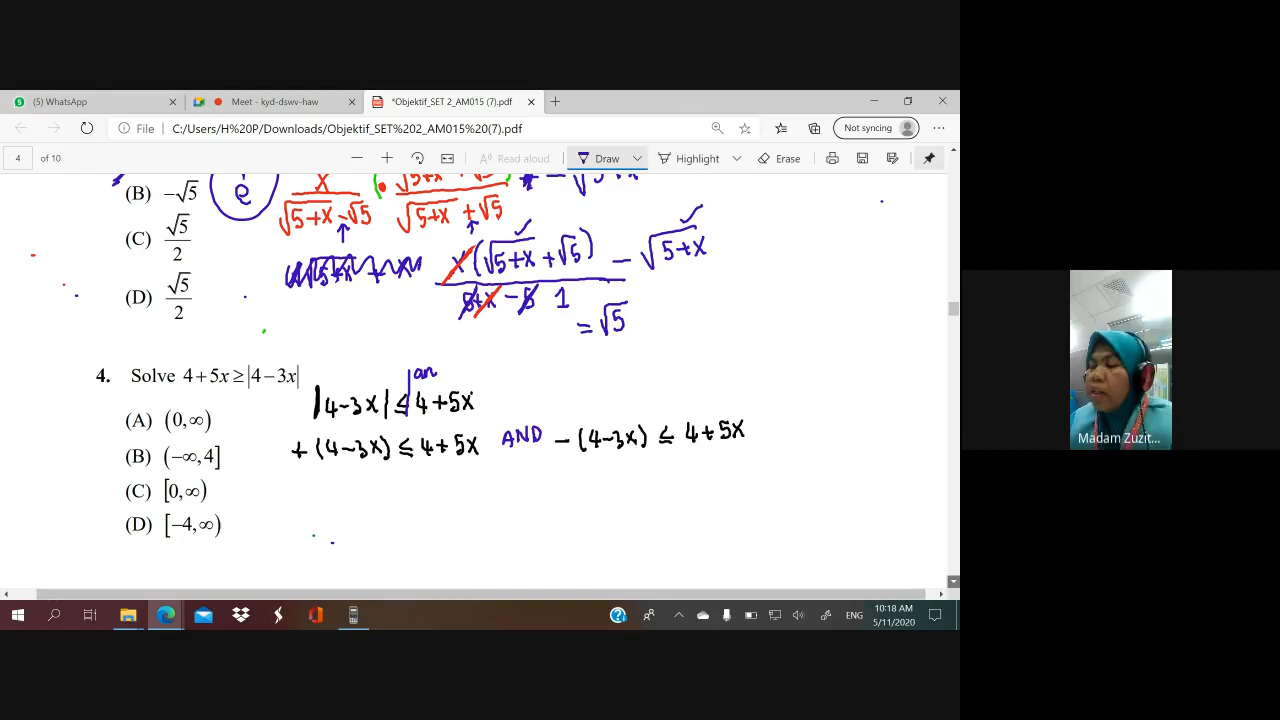 (5) WhatsApp
Meet - kyd-dswv-haw
*Objektif_SET 2_AM015 (7).pdf
File
C:/Users/H%20P/Downloads/Objektif_SET%202_AM015%20(7).pdf
Not syncing
4 of 10
Read aloud
Draw
Highlight
Erase
(B) −√5
x / (√5+x − √5)
(√5+x + √5)
(C) √5/2
x(√5+x + √5) / (5+x − 5) − √5+x
1
= √5
(D) √5/2
4. Solve 4+5x ≥ |4−3x|
an
|4−3x| ≤ 4+5x
(A) (0,∞)
+(4−3x) ≤ 4+5x AND −(4−3x) ≤ 4+5x
(B) (−∞,4]
(C) [0,∞)
(D) [−4,∞)
Madam Zuzit...
ENG
10:18 AM
5/11/2020